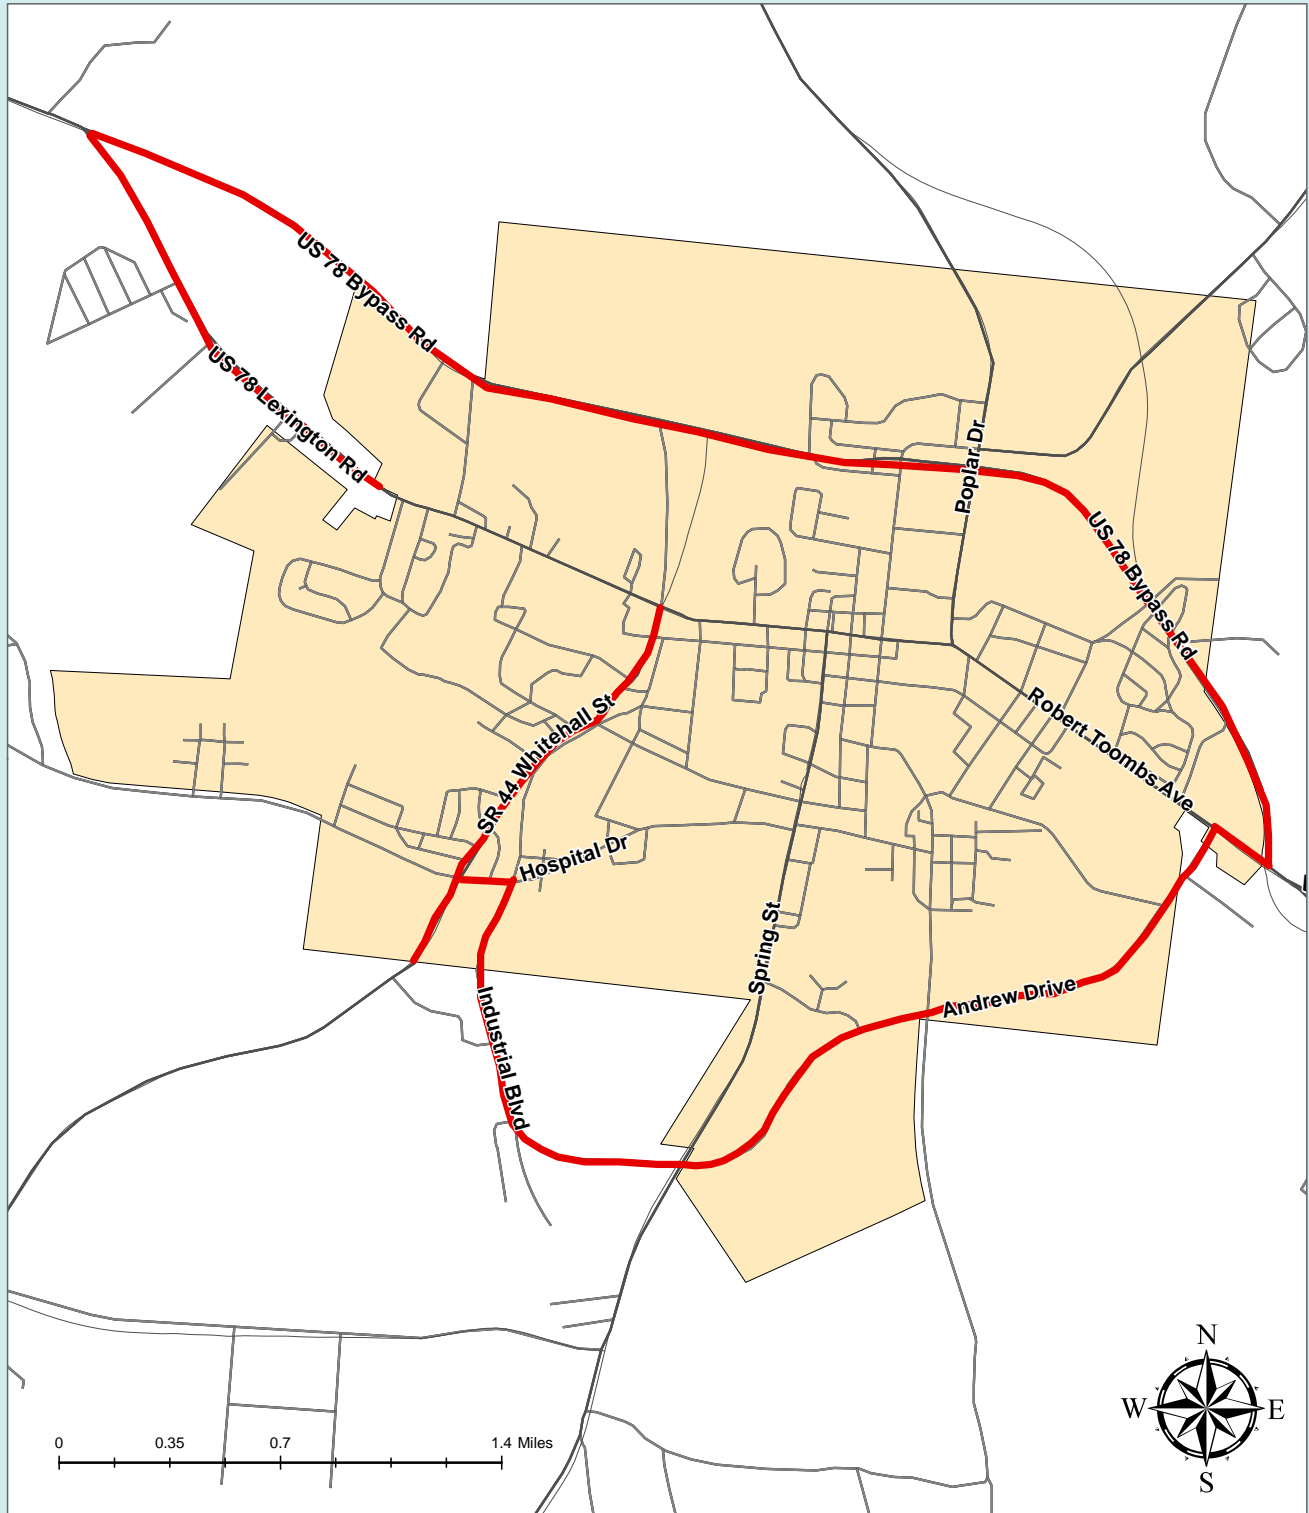 US 78 Bypass Rd
US 78 Lexington Rd
Poplar Dr
US 78 Bypass Rd
Robert Toombs Ave
SR 44 Whitehall St
Hospital Dr
Spring St
Andrew Drive
Industrial Blvd
N
W E
S
0 0.35 0.7 1.4 Miles